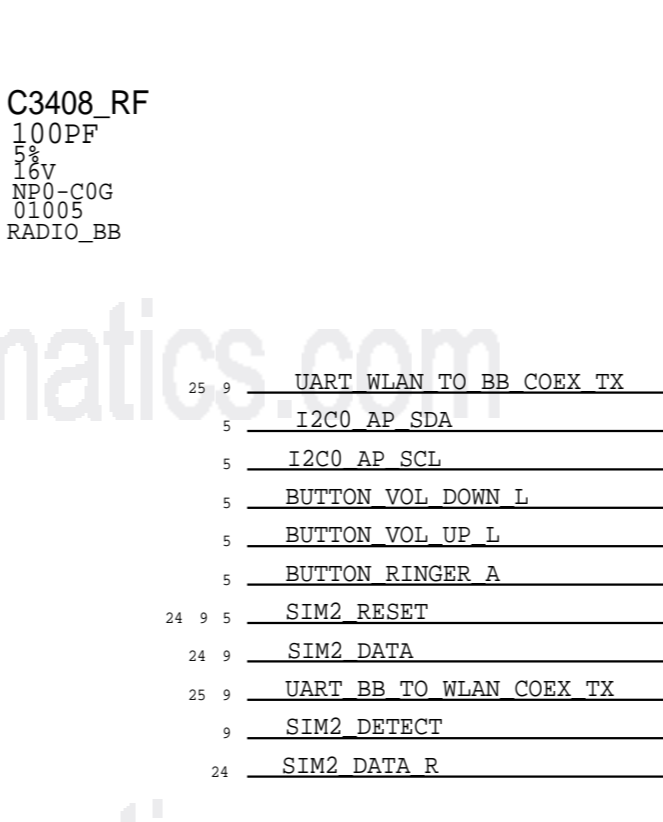 C3408_RF
100PF
5%
16V
NP0-C0G
01005
RADIO_BB
matics.com
25 9 UART_WLAN_TO_BB_COEX_TX
5 I2C0_AP_SDA
5 I2C0_AP_SCL
5 BUTTON_VOL_DOWN_L
5 BUTTON_VOL_UP_L
5 BUTTON_RINGER_A
24 9 5 SIM2_RESET
24 9 SIM2_DATA
25 9 UART_BB_TO_WLAN_COEX_TX
9 SIM2_DETECT
24 SIM2_DATA_R